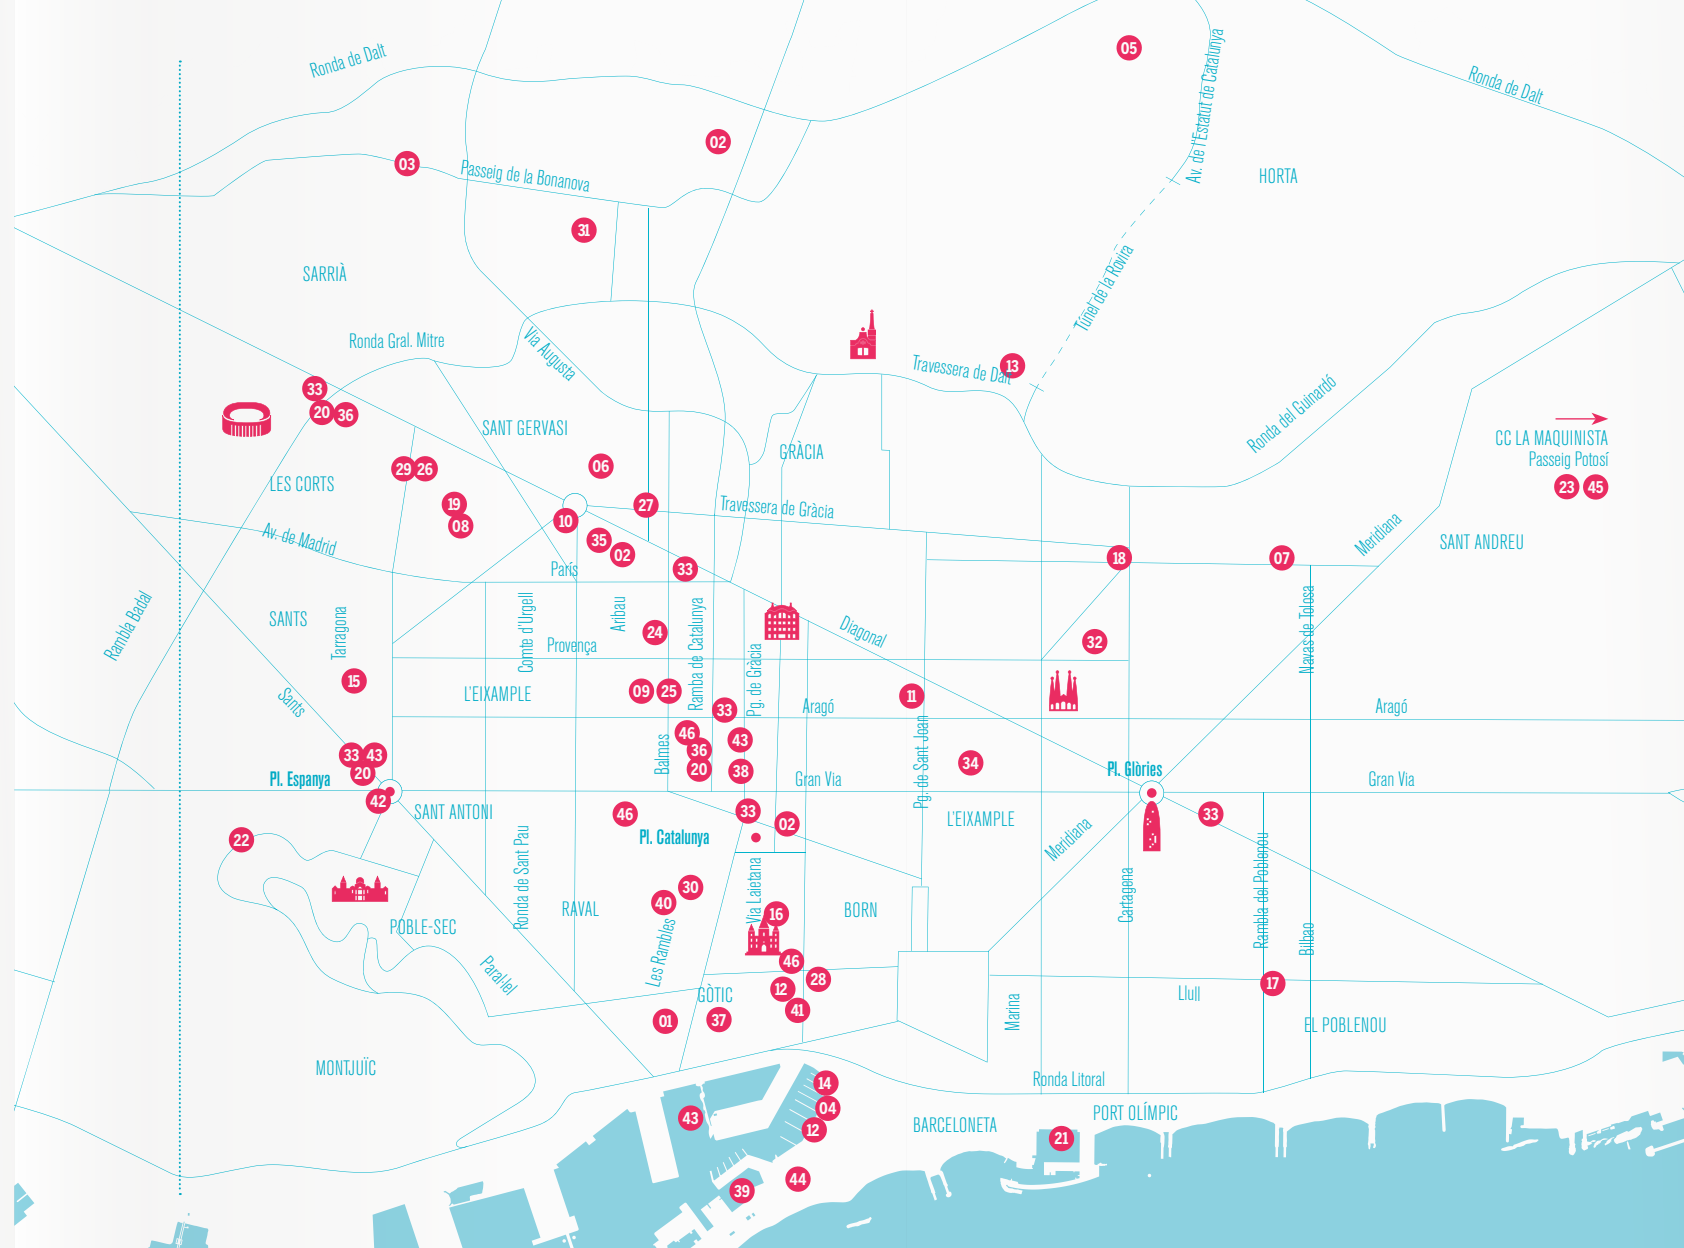 05
Ronda de Dalt
Ronda de Dalt
Av. de l'Estatut de Catalunya
02
03
Passeig de la Bonanova
HORTA
31
SARRIÀ
Túnel de la Rovira
Ronda Gral. Mitre
Via Augusta
Travessera de Dalt
13
33
20
36
Ronda del Guinardó
SANT GERVASI
GRÀCIA
CC LA MAQUINISTA
Passeig Potosí
23
45
29
26
06
LES CORTS
19
08
27
Travessera de Gràcia
10
35
02
Av. de Madrid
Meridiana
SANT ANDREU
18
07
París
33
Rambla Badal
SANTS
Tarragona
Comte d'Urgell
Aribau
24
Rambla de Catalunya
Diagonal
Navas de Tolosa
Provença
32
15
Sants
L'EIXAMPLE
09
25
Pg. de Gràcia
33
Aragó
11
Aragó
46
36
20
43
38
Balmes
33
43
20
Pl. Espanya
42
Gran Via
Pg. de Sant Joan
34
Pl. Glòries
Gran Via
SANT ANTONI
46
33
02
L'EIXAMPLE
33
Pl. Catalunya
Meridiana
22
Ronda de Sant Pau
Via Laietana
Cartagena
Rambla del Poblenou
30
40
RAVAL
16
BORN
POBLE-SEC
Les Rambles
Bilbao
Paral·lel
46
28
12
41
GÒTIC
01
37
Marina
Llull
17
EL POBLENOU
MONTJUÏC
Ronda Litoral
14
04
12
43
BARCELONETA
PORT OLÍMPIC
21
44
39